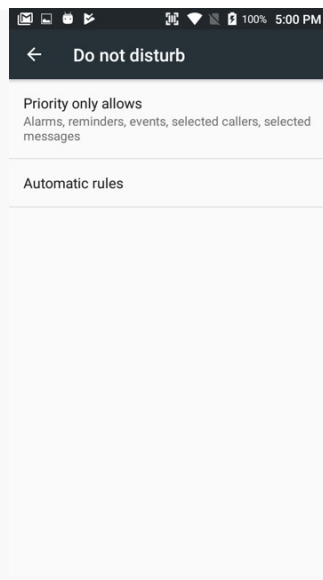 100% 5:00 PM
Do not disturb
Priority only allows
Alarms, reminders, events, selected callers, selected
messages
Automatic rules